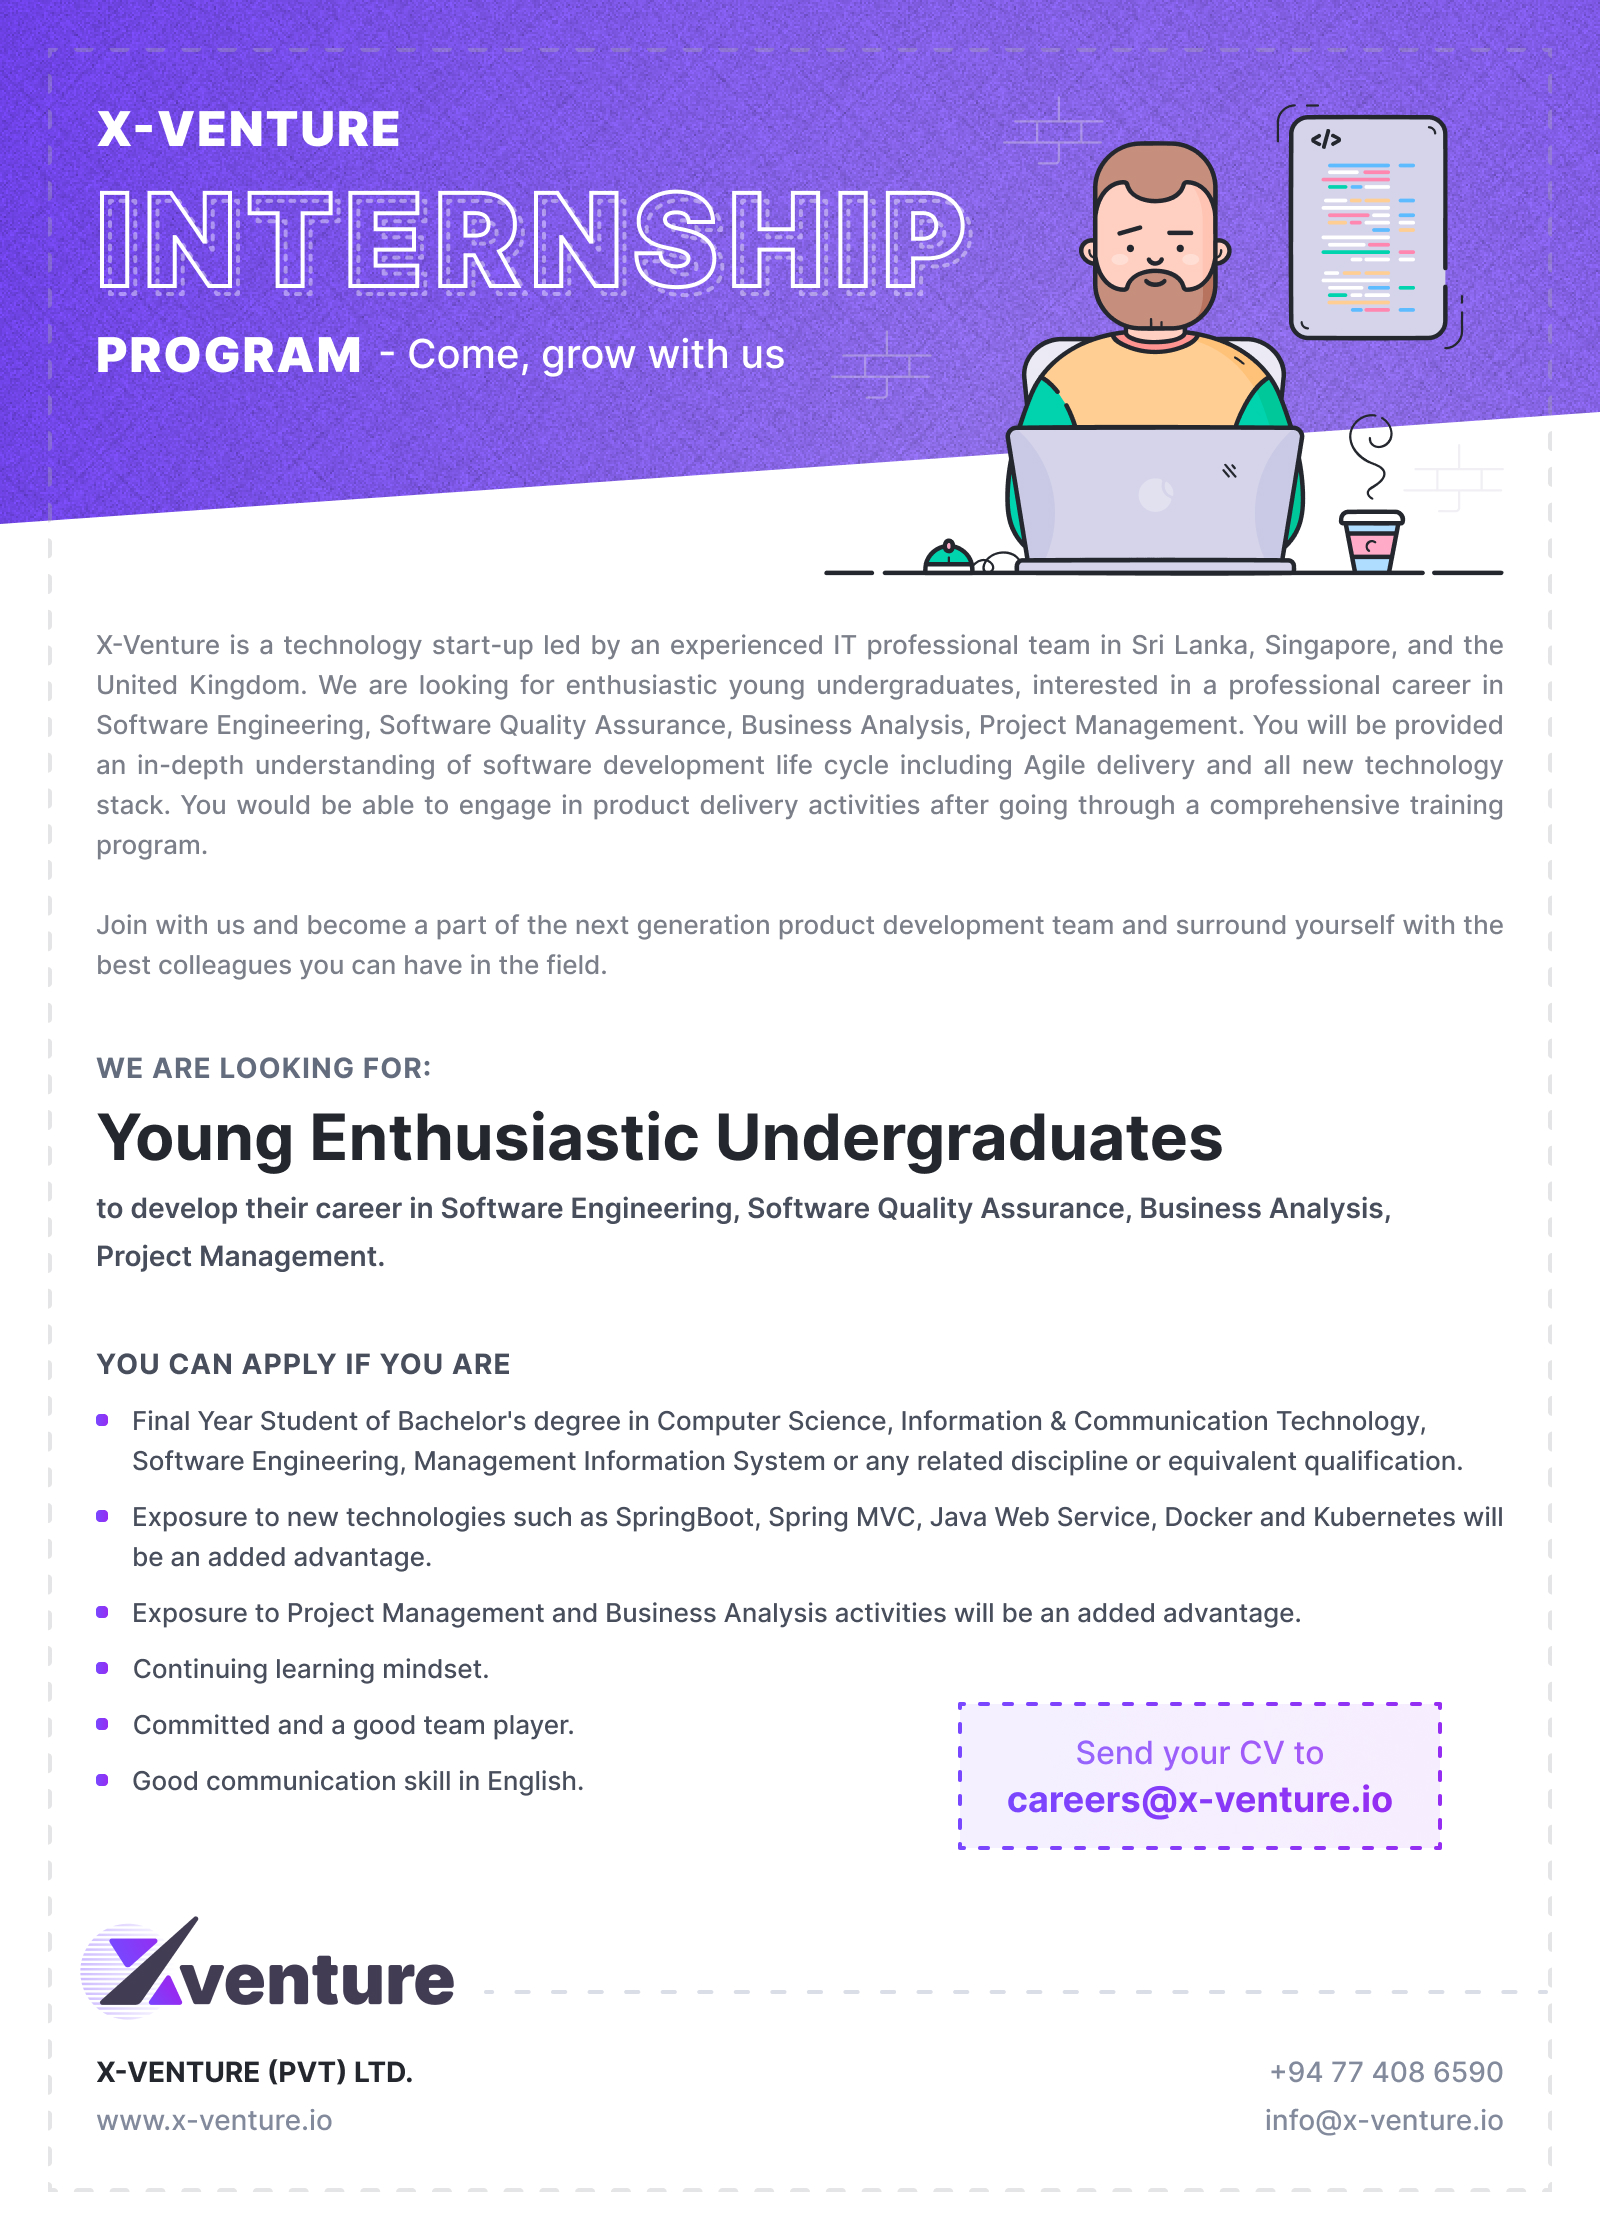 X-VENTURE
INTERNSHIP
PROGRAM - Come, grow with us
</>
X-Venture is a technology start-up led by an experienced IT professional team in Sri Lanka, Singapore, and the
United Kingdom. We are looking for enthusiastic young undergraduates, interested in a professional career in
Software Engineering, Software Quality Assurance, Business Analysis, Project Management. You will be provided
an in-depth understanding of software development life cycle including Agile delivery and all new technology
stack. You would be able to engage in product delivery activities after going through a comprehensive training
program.
Join with us and become a part of the next generation product development team and surround yourself with the
best colleagues you can have in the field.
WE ARE LOOKING FOR:
Young Enthusiastic Undergraduates
to develop their career in Software Engineering, Software Quality Assurance, Business Analysis,
Project Management.
YOU CAN APPLY IF YOU ARE
Final Year Student of Bachelor's degree in Computer Science, Information & Communication Technology,
Software Engineering, Management Information System or any related discipline or equivalent qualification.
Exposure to new technologies such as SpringBoot, Spring MVC, Java Web Service, Docker and Kubernetes will
be an added advantage.
Exposure to Project Management and Business Analysis activities will be an added advantage.
Continuing learning mindset.
Committed and a good team player.
Good communication skill in English.
Send your CV to
careers@x-venture.io
Xventure
X-VENTURE (PVT) LTD.
www.x-venture.io
+94 77 408 6590
info@x-venture.io